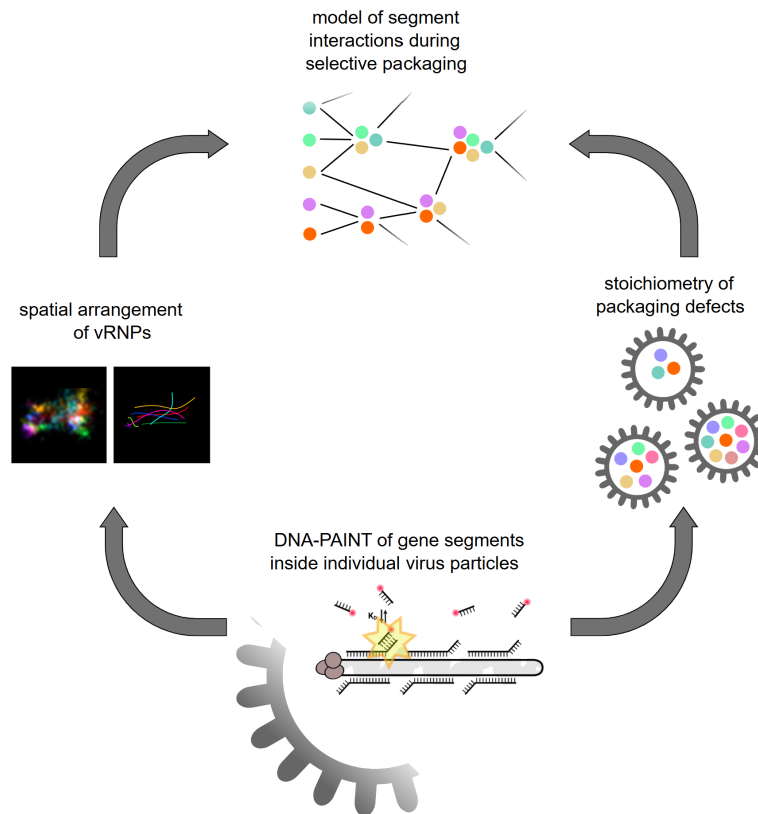 model of segment
interactions during
selective packaging
spatial arrangement
of vRNPs
stoichiometry of
packaging defects
DNA-PAINT of gene segments
inside individual virus particles
K_D